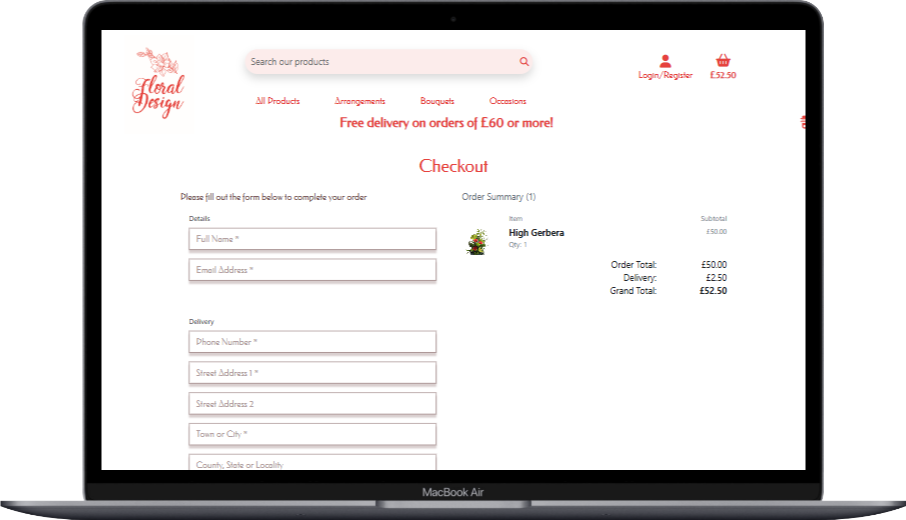 Floral
Design
Search our products
Login/Register
£52.50
All Products
Arrangements
Bouquets
Occasions
Free delivery on orders of £60 or more!
Checkout
Please fill out the form below to complete your order
Details
Full Name *
Email Address *
Delivery
Phone Number *
Street Address 1 *
Street Address 2
Town or City *
County, State or Locality
Order Summary (1)
Item
Subtotal
High Gerbera
£50.00
Qty: 1
Order Total: £50.00
Delivery: £2.50
Grand Total: £52.50
MacBook Air